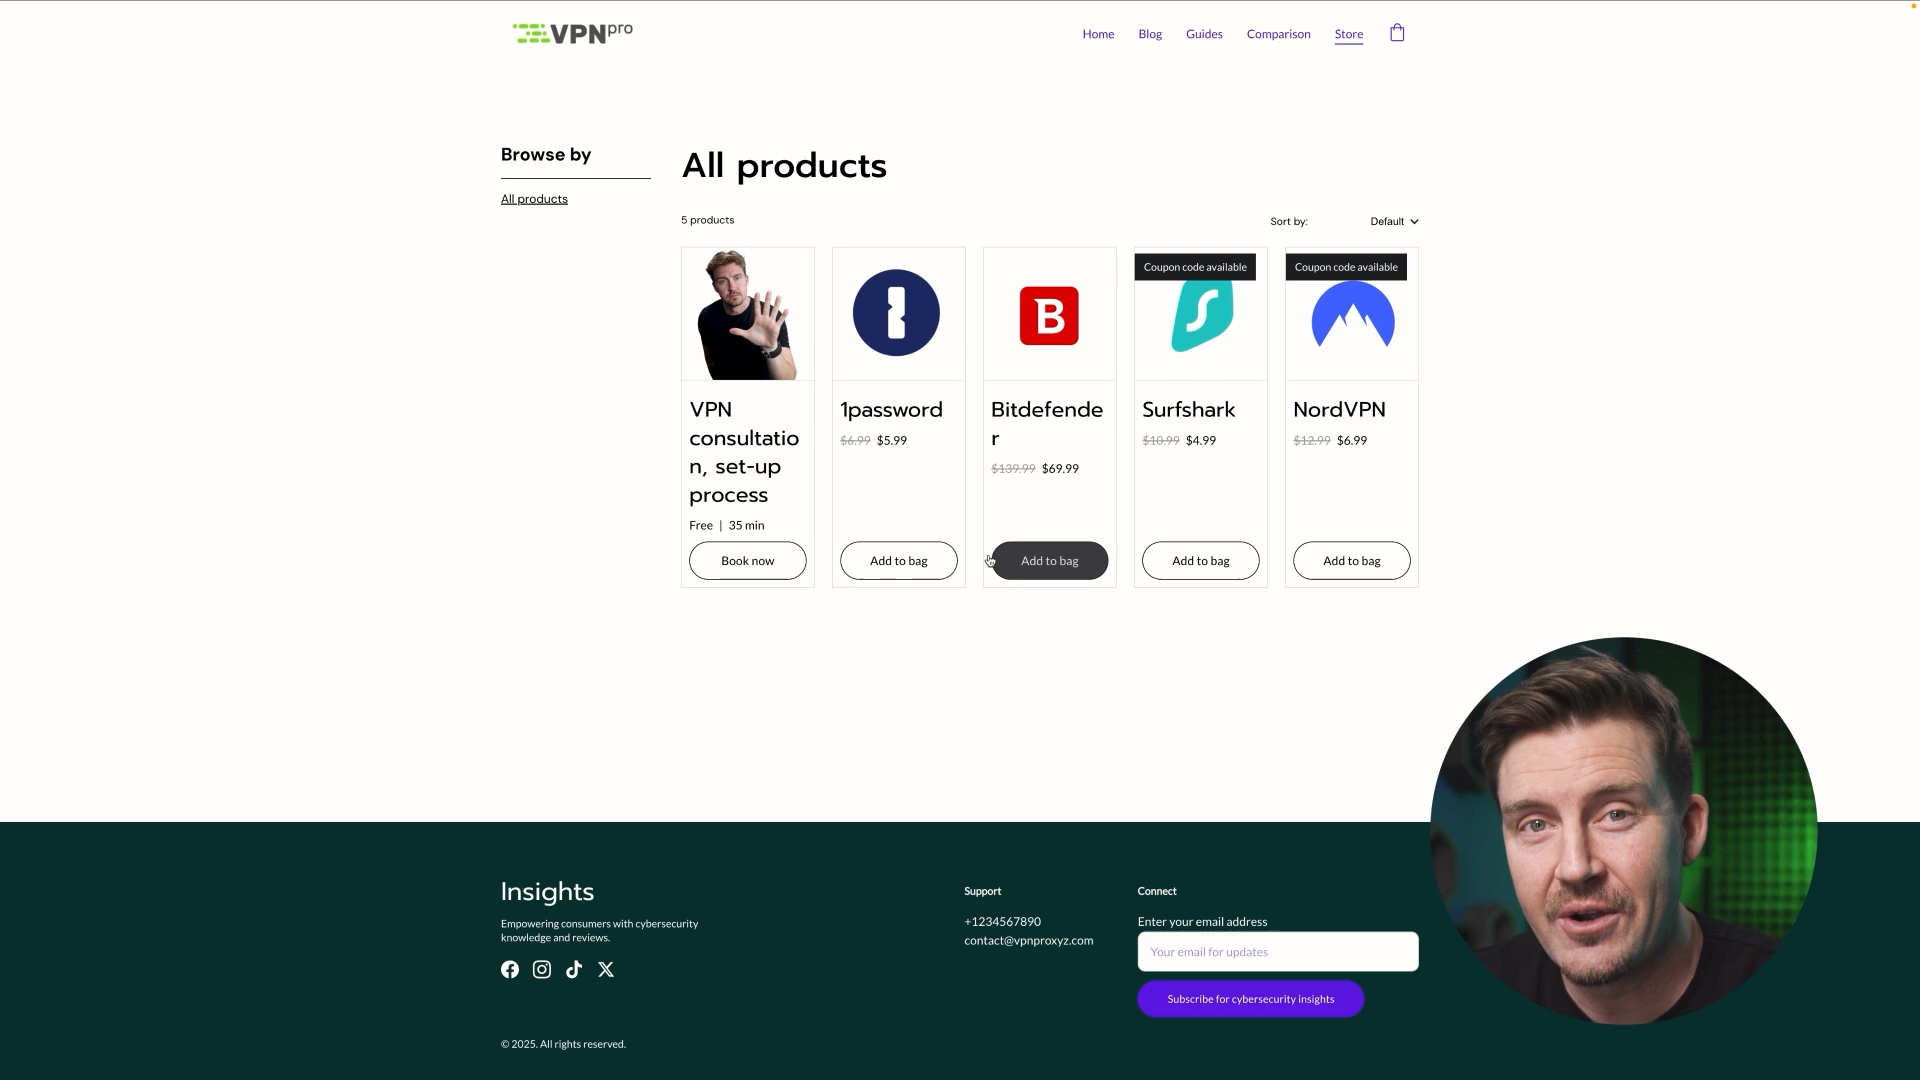 VPNpro
Home
Blog
Guides
Comparison
Store
Browse by
All products
All products
5 products
Sort by:
Default
Coupon code available
Coupon code available
B
VPN
consultatio
n, set-up
process
Free | 35 min
Book now
1password
$6.99 $5.99
Add to bag
Bitdefende
r
$139.99 $69.99
Add to bag
Surfshark
$10.99 $4.99
Add to bag
NordVPN
$12.99 $6.99
Add to bag
Insights
Empowering consumers with cybersecurity
knowledge and reviews.
Support
+1234567890
contact@vpnproxyz.com
Connect
Enter your email address
Your email for updates
Subscribe for cybersecurity insights
© 2025. All rights reserved.